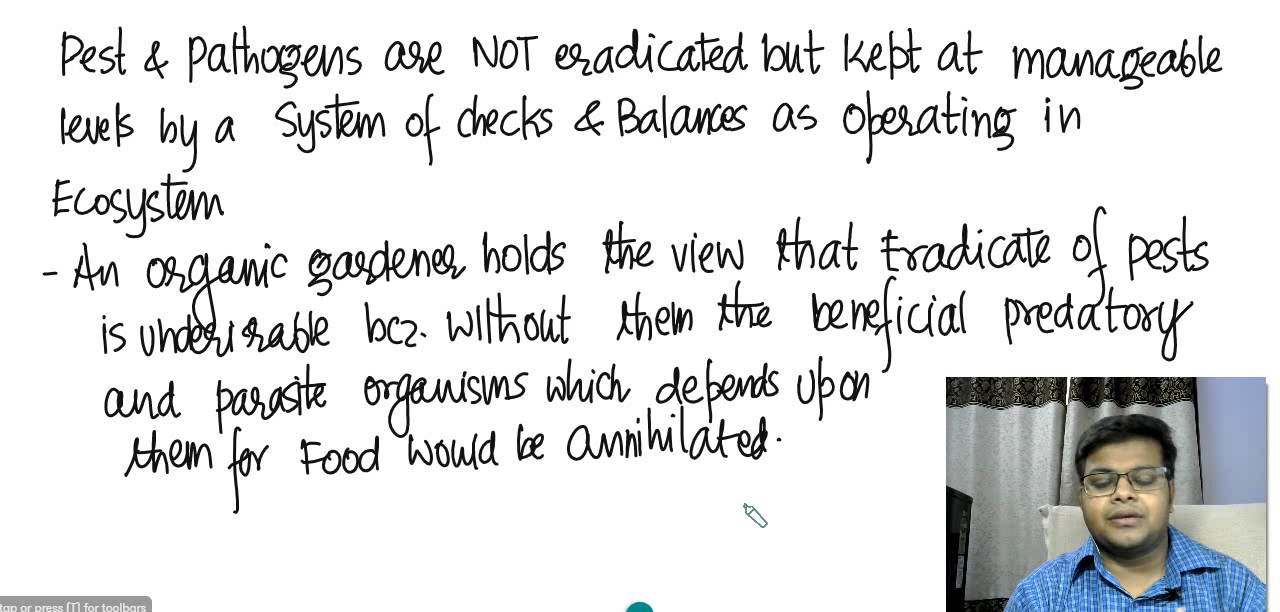 Pest & Pathogens are NOT eradicated but kept at manageable
levels by a System of checks & Balances as operating in
Ecosystem
- An organic gardener holds the view that Eradicate of pests
is underirable bcz. without them the beneficial predatory
and parasite organisms which depends upon
them for Food would be annihilated.
tap or press [T] for toolbars